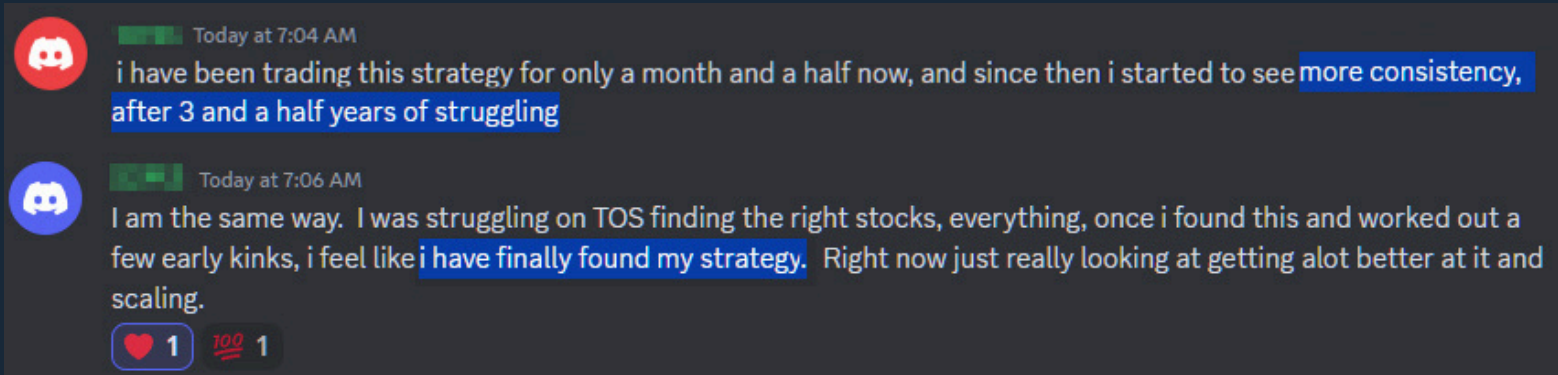 Today at 7:04 AM
i have been trading this strategy for only a month and a half now, and since then i started to see more consistency,
after 3 and a half years of struggling
Today at 7:06 AM
I am the same way.  I was struggling on TOS finding the right stocks, everything, once i found this and worked out a
few early kinks, i feel like i have finally found my strategy.  Right now just really looking at getting alot better at it and
scaling.
❤️ 1 💯 1